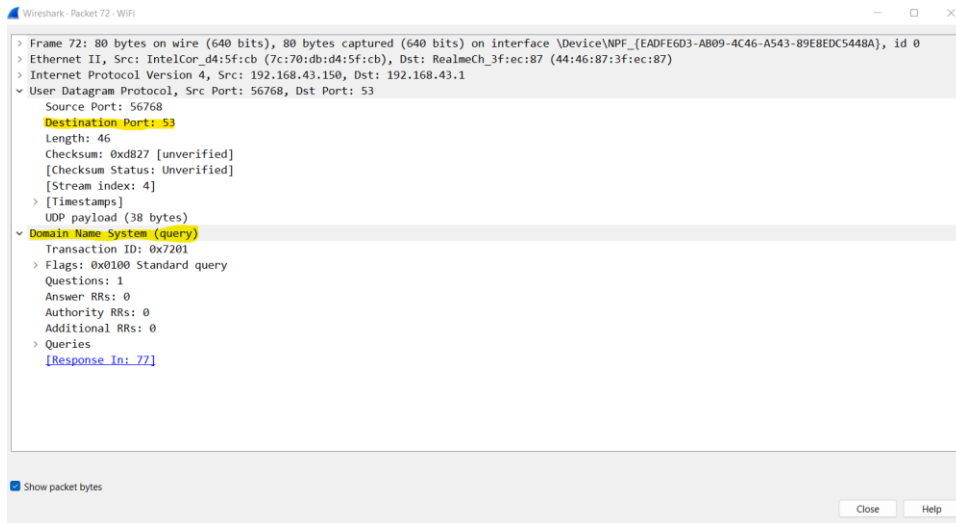 Wireshark · Packet 72 · WiFi
Frame 72: 80 bytes on wire (640 bits), 80 bytes captured (640 bits) on interface \Device\NPF_{EADFE6D3-AB09-4C46-A543-89E8EDC5448A}, id 0
Ethernet II, Src: IntelCor_d4:5f:cb (7c:70:db:d4:5f:cb), Dst: RealmeCh_3f:ec:87 (44:46:87:3f:ec:87)
Internet Protocol Version 4, Src: 192.168.43.150, Dst: 192.168.43.1
User Datagram Protocol, Src Port: 56768, Dst Port: 53
Source Port: 56768
Destination Port: 53
Length: 46
Checksum: 0xd827 [unverified]
[Checksum Status: Unverified]
[Stream index: 4]
[Timestamps]
UDP payload (38 bytes)
Domain Name System (query)
Transaction ID: 0x7201
Flags: 0x0100 Standard query
Questions: 1
Answer RRs: 0
Authority RRs: 0
Additional RRs: 0
Queries
[Response In: 77]
Show packet bytes
Close Help